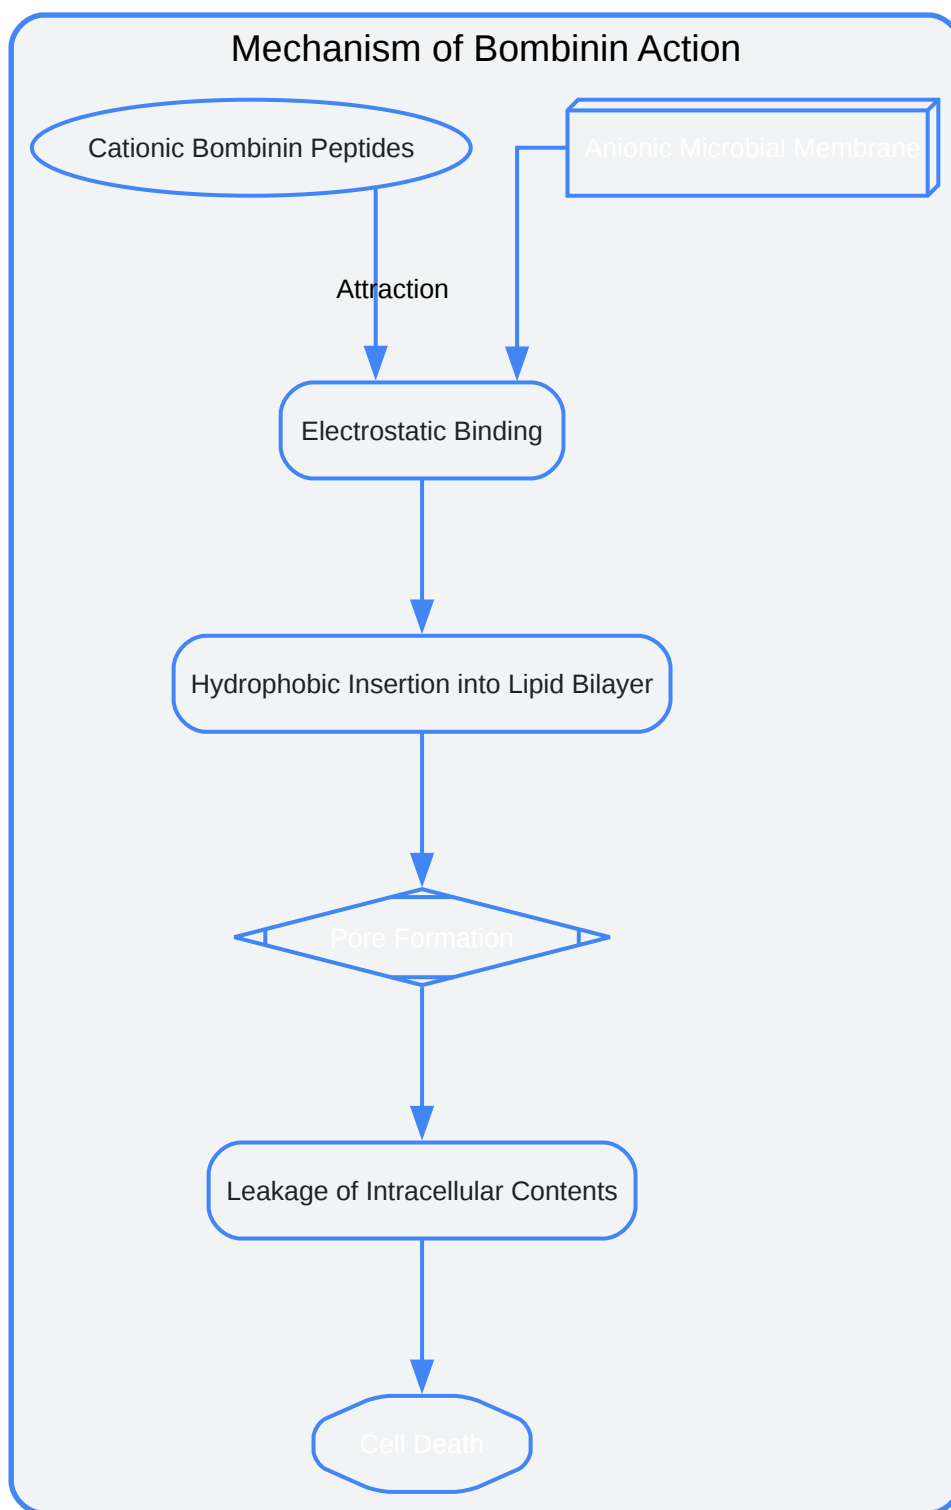 Mechanism of Bombinin Action
Cationic Bombinin Peptides
Anionic Microbial Membrane
Attraction
Electrostatic Binding
Hydrophobic Insertion into Lipid Bilayer
Pore Formation
Leakage of Intracellular Contents
Cell Death